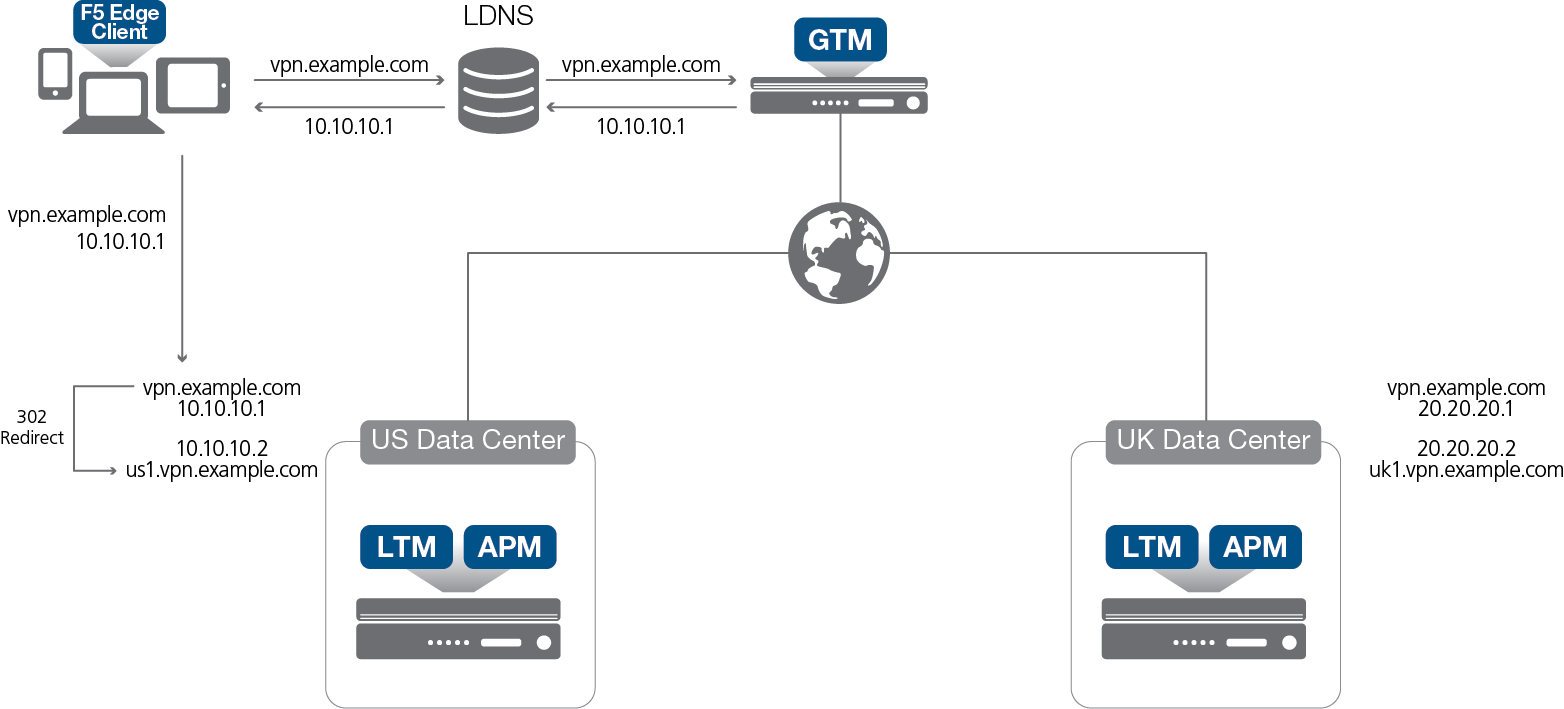 F5 Edge
Client
LDNS
GTM
vpn.example.com
vpn.example.com
10.10.10.1
10.10.10.1
vpn.example.com
10.10.10.1
302
Redirect
vpn.example.com
10.10.10.1
10.10.10.2
us1.vpn.example.com
US Data Center
LTM
APM
UK Data Center
LTM
APM
vpn.example.com
20.20.20.1
20.20.20.2
uk1.vpn.example.com